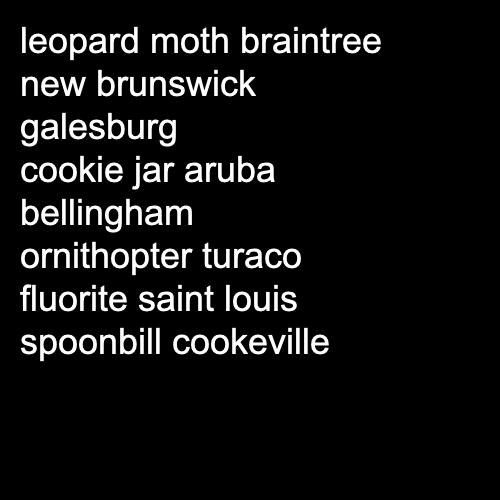 leopard moth braintree
new brunswick
galesburg
cookie jar aruba
bellingham
ornithopter turaco
fluorite saint louis
spoonbill cookeville